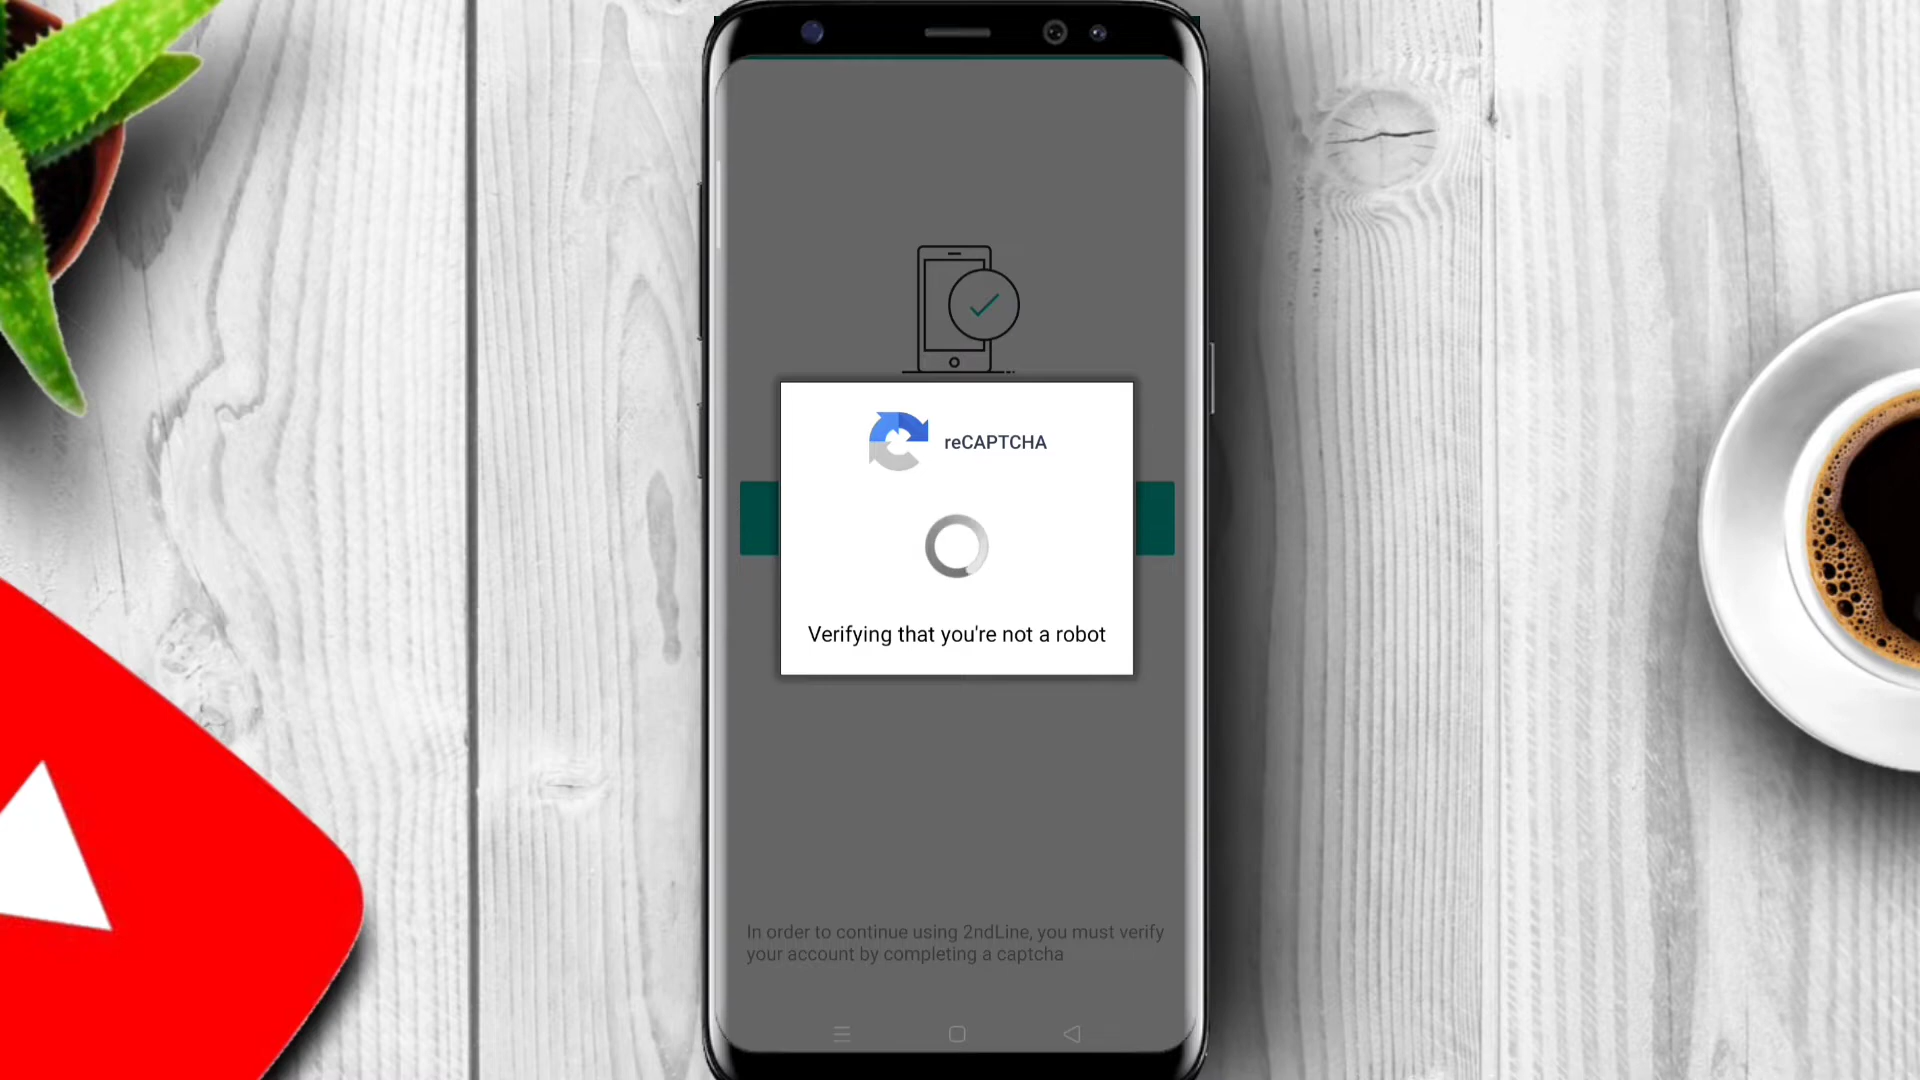 reCAPTCHA
Verifying that you're not a robot
In order to continue using 2ndLine, you must verify
your account by completing a captcha